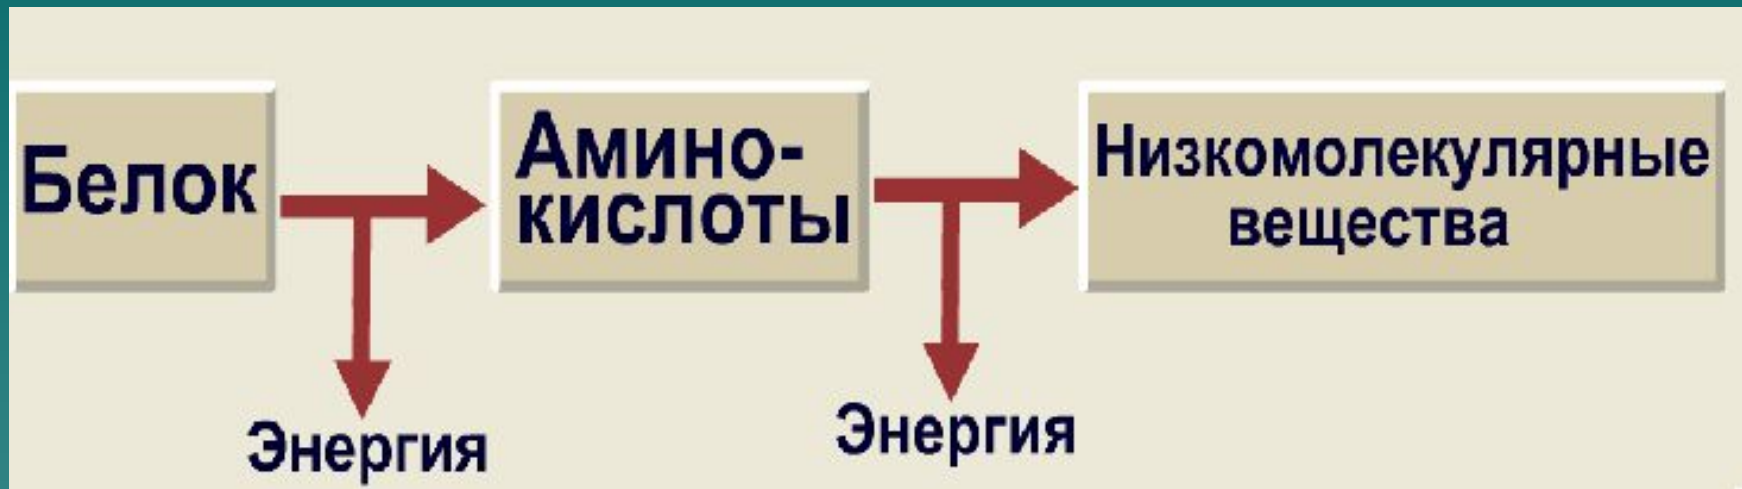 Белок
Амино-
кислоты
Низкомолекулярные
вещества
Энергия
Энергия